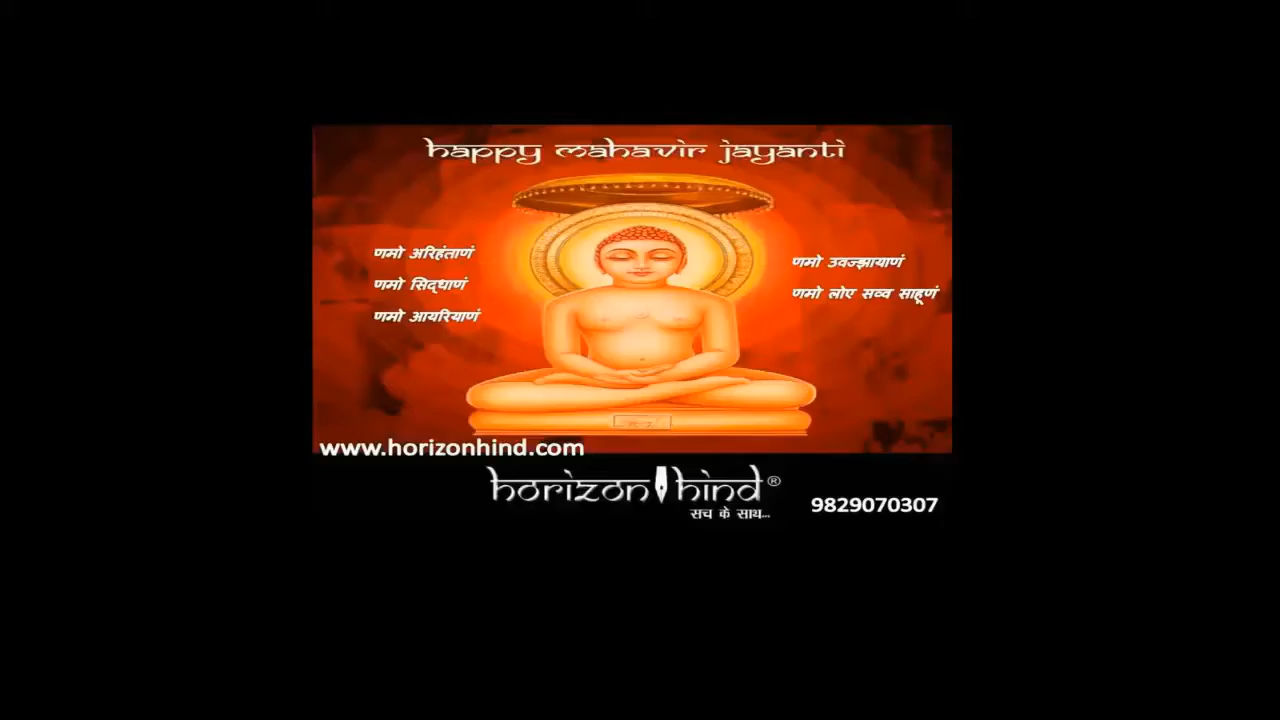 happy mahavir jayanti
णमो अरिहंताणं
णमो सिद्धाणं
णमो आयरियाणं
णमो उवज्झायाणं
णमो लोए सव्व साहूणं
www.horizonhind.com
horizon hind®
सच के साथ...
9829070307